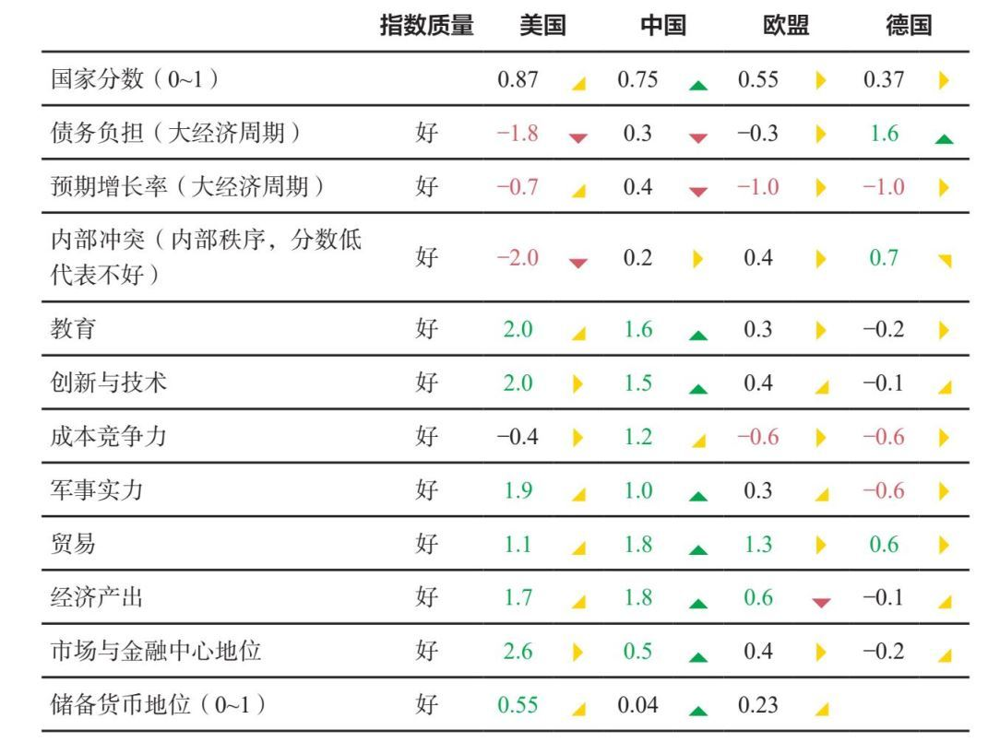 指数质量 美国 中国 欧盟 德国
国家分数（0~1） 0.87 0.75 0.55 0.37
债务负担（大经济周期） 好 −1.8 0.3 −0.3 1.6
预期增长率（大经济周期） 好 −0.7 0.4 −1.0 −1.0
内部冲突（内部秩序，分数低
代表不好） 好 −2.0 0.2 0.4 0.7
教育 好 2.0 1.6 0.3 −0.2
创新与技术 好 2.0 1.5 0.4 −0.1
成本竞争力 好 −0.4 1.2 −0.6 −0.6
军事实力 好 1.9 1.0 0.3 −0.6
贸易 好 1.1 1.8 1.3 0.6
经济产出 好 1.7 1.8 0.6 −0.1
市场与金融中心地位 好 2.6 0.5 0.4 −0.2
储备货币地位（0~1） 好 0.55 0.04 0.23